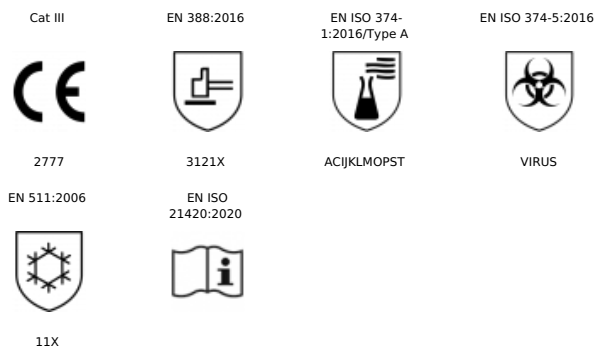 Cat III
EN 388:2016
EN ISO 374-
1:2016/Type A
EN ISO 374-5:2016
CE
i
2777
3121X
ACIJKLMOPST
VIRUS
EN 511:2006
EN ISO
21420:2020
11X